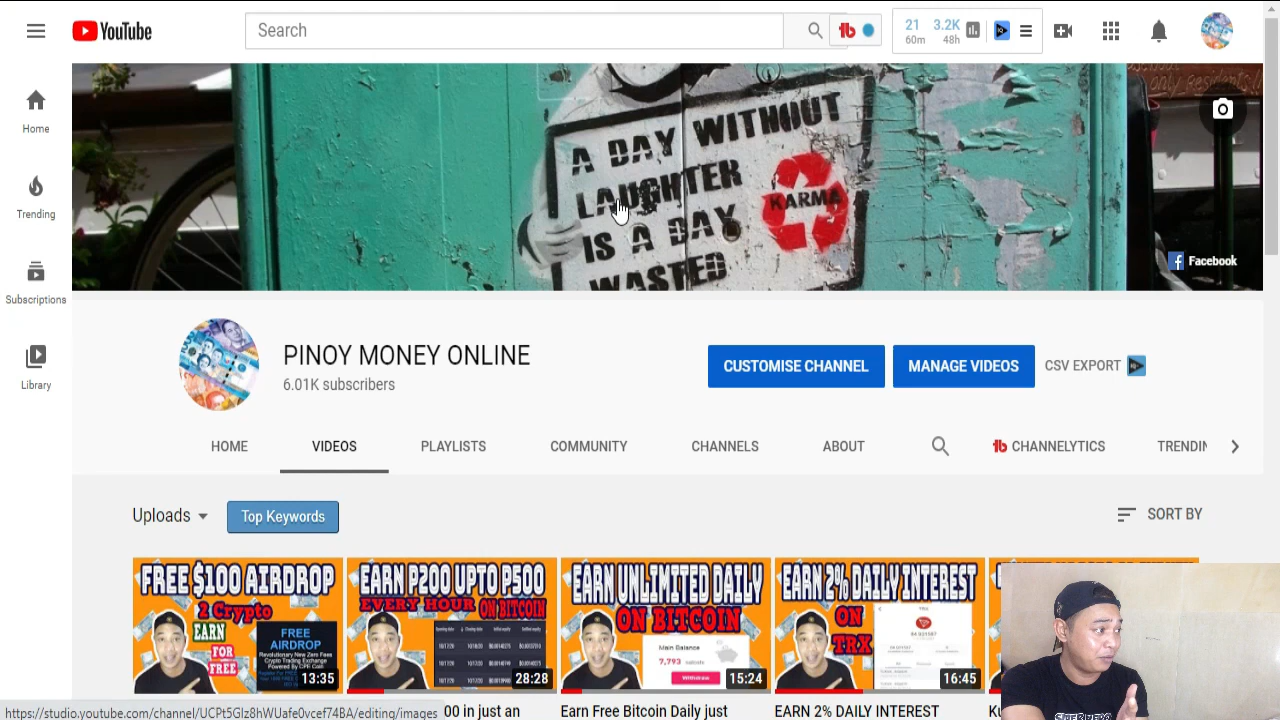 YouTube
Search
21 3.2K
60m 48h
Home
Trending
Subscriptions
Library
A DAY WITHOUT
LAUGHTER
IS A DAY
WASTED
KARMA
Facebook
PINOY MONEY ONLINE
6.01K subscribers
CUSTOMISE CHANNEL
MANAGE VIDEOS
CSV EXPORT
HOME
VIDEOS
PLAYLISTS
COMMUNITY
CHANNELS
ABOUT
CHANNELYTICS
TRENDIN
Uploads
Top Keywords
SORT BY
FREE $100 AIRDROP
2 Crypto
EARN
FOR
FREE
FREE
AIRDROP
13:35
EARN P200 UPTO P500
EVERY HOUR ON BITCOIN
28:28
EARN UNLIMITED DAILY
ON BITCOIN
Main Balance
7,793 satoshi
Withdraw
15:24
EARN 2% DAILY INTEREST
ON
TRX
16:45
00 in just an
Earn Free Bitcoin Daily just
EARN 2% DAILY INTEREST
https://studio.youtube.com/channel/UCPt5Glz8hWUafe0vcef74BA/editing/images